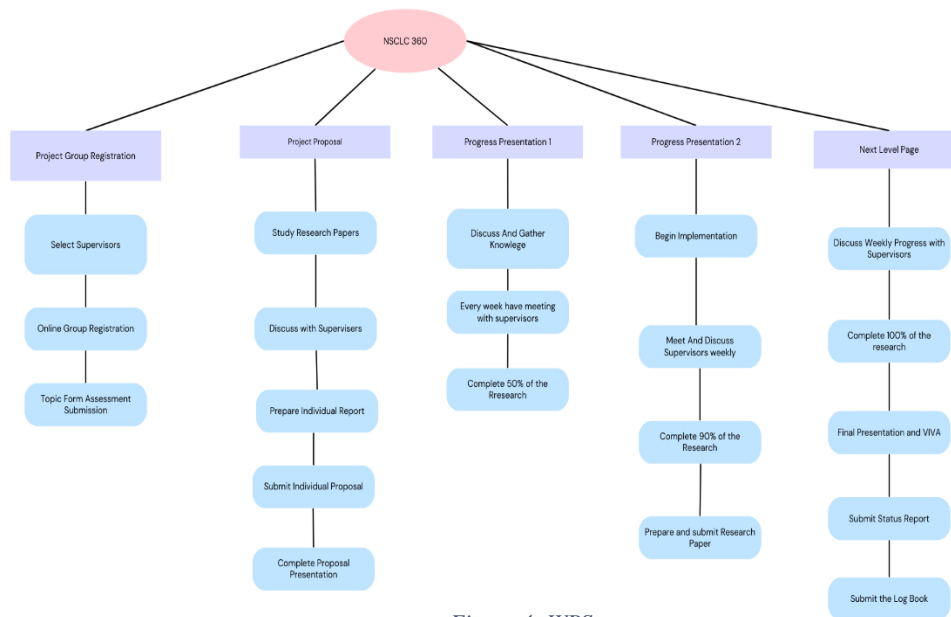 NSCLC 360
Project Group Registration
Project Proposal
Progress Presentation 1
Progress Presentation 2
Next Level Page
Select Supervisors
Online Group Registration
Topic Form Assessment
Submission
Study Research Papers
Discuss with Supervisers
Prepare Individual Report
Submit Individual Proposal
Complete Proposal
Presentation
Discuss And Gather
Knowlege
Every week have meeting
with supervisors
Complete 50% of the
Rresearch
Begin Implementation
Meet And Discuss
Supervisors weekly
Complete 90% of the
Research
Prepare and submit Research
Paper
Discuss Weekly Progress with
Supervisors
Complete 100% of the
research
Final Presentation and VIVA
Submit Status Report
Submit the Log Book